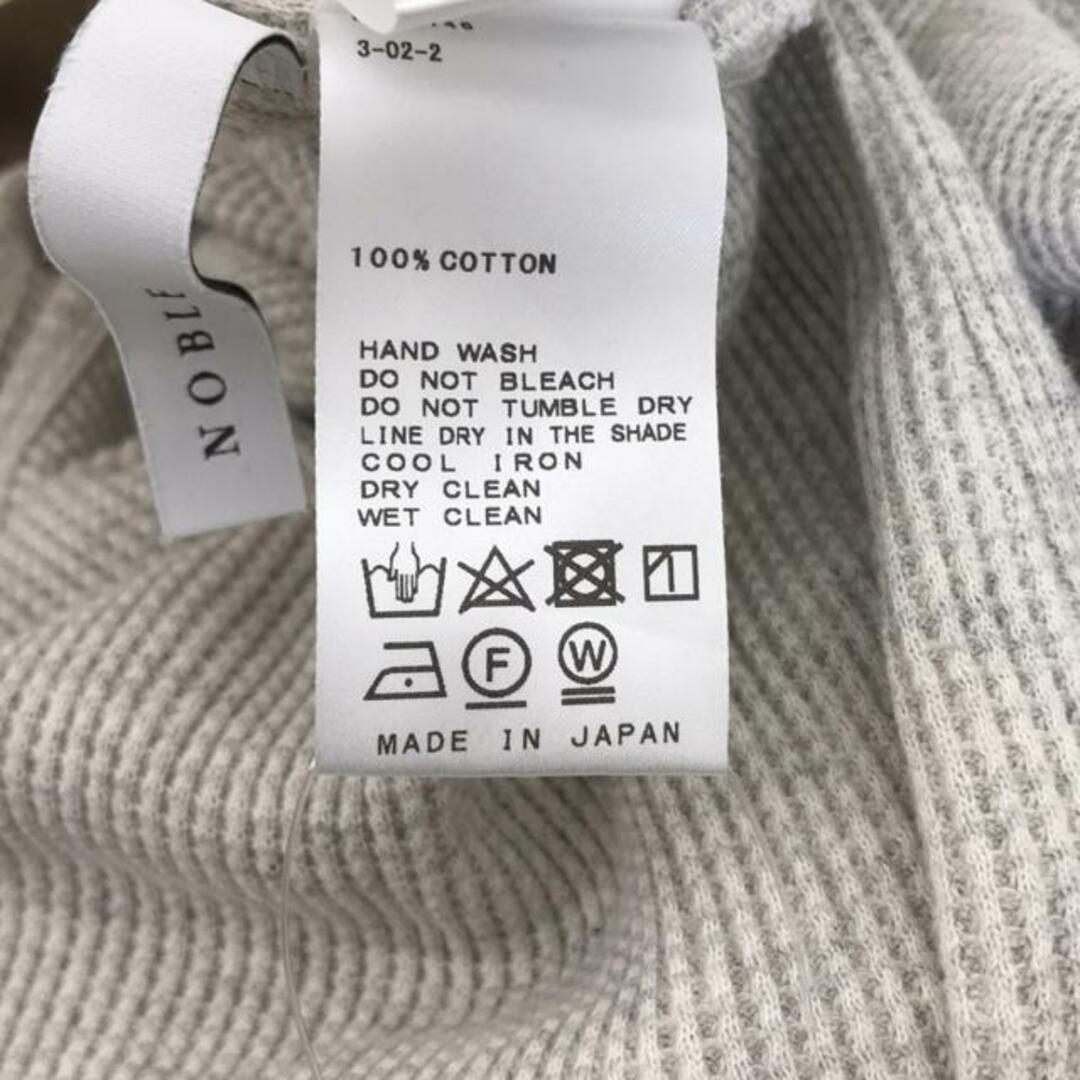 3-02-2
100% COTTON
HAND WASH
DO NOT BLEACH
DO NOT TUMBLE DRY
LINE DRY IN THE SHADE
COOL IRON
DRY CLEAN
WET CLEAN
F
W
MADE IN JAPAN
NOBLE